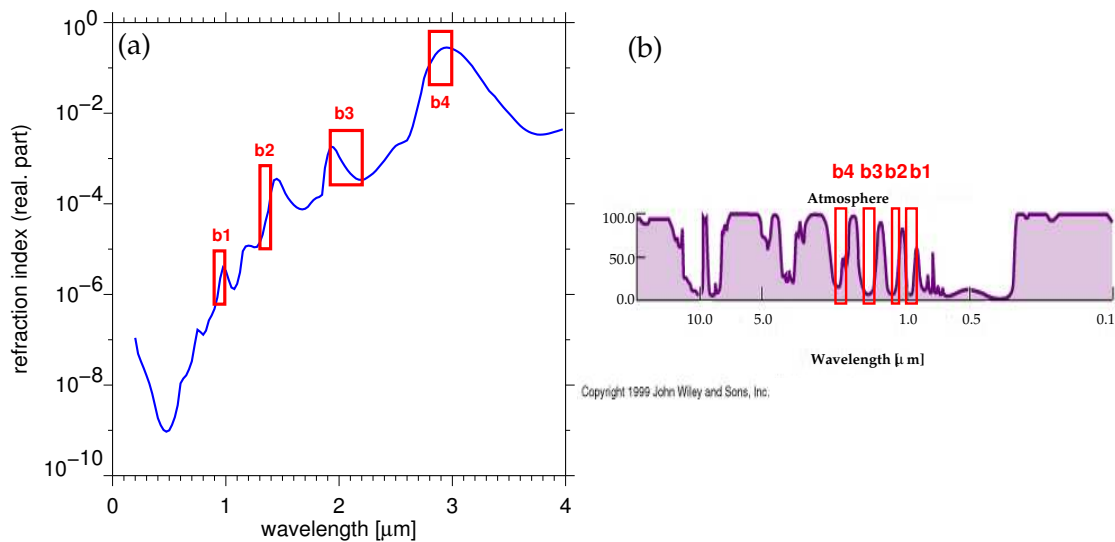 (a)
10^0
10^−2
10^−4
10^−6
10^−8
10^−10
refraction index (real. part)
b1
b2
b3
b4
0 1 2 3 4
wavelength [μm]
(b)
b4 b3 b2 b1
Atmosphere
100.0
50.0
0.0
10.0 5.0 1.0 0.5 0.1
Wavelength [μ m]
Copyright 1999 John Wiley and Sons, Inc.